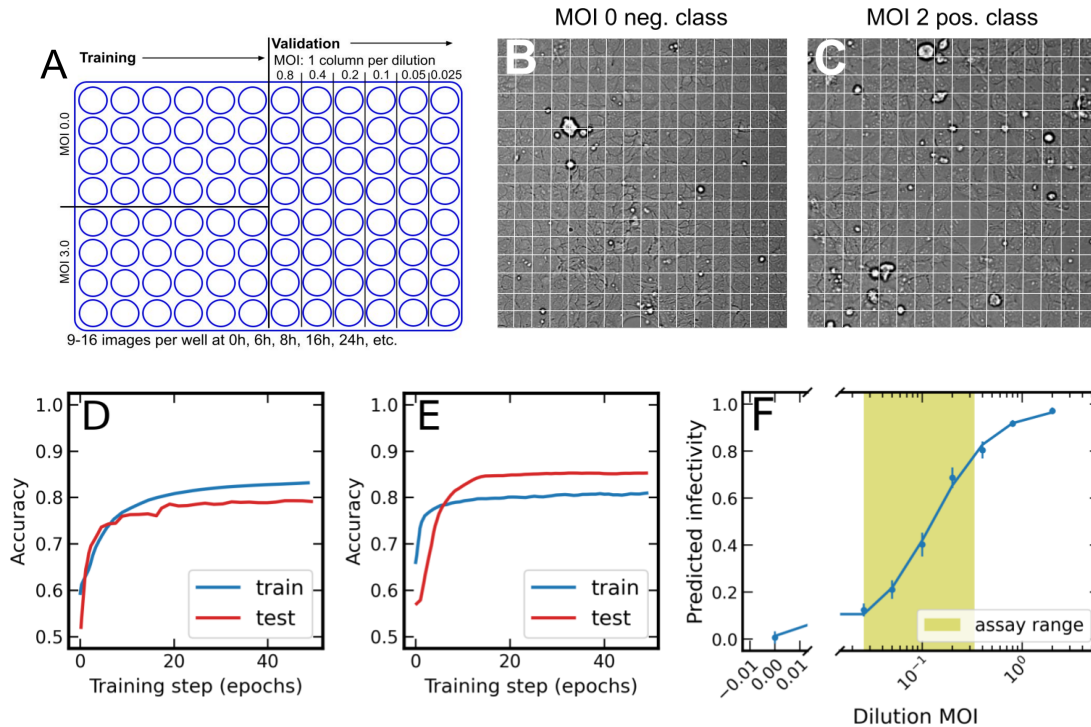 MOI 0 neg. class
MOI 2 pos. class
A
Training
Validation
MOI: 1 column per dilution
0.8 0.4 0.2 0.1 0.05 0.025
MOI 0.0
MOI 3.0
9-16 images per well at 0h, 6h, 8h, 16h, 24h, etc.
B
C
D
Accuracy
1.0
0.9
0.8
0.7
0.6
0.5
train
test
0 20 40
Training step (epochs)
E
Accuracy
1.0
0.9
0.8
0.7
0.6
0.5
train
test
0 20 40
Training step (epochs)
F
Predicted infectivity
1.0
0.8
0.6
0.4
0.2
0.0
assay range
−0.01 0.00 0.01 10⁻¹ 10⁰
Dilution MOI